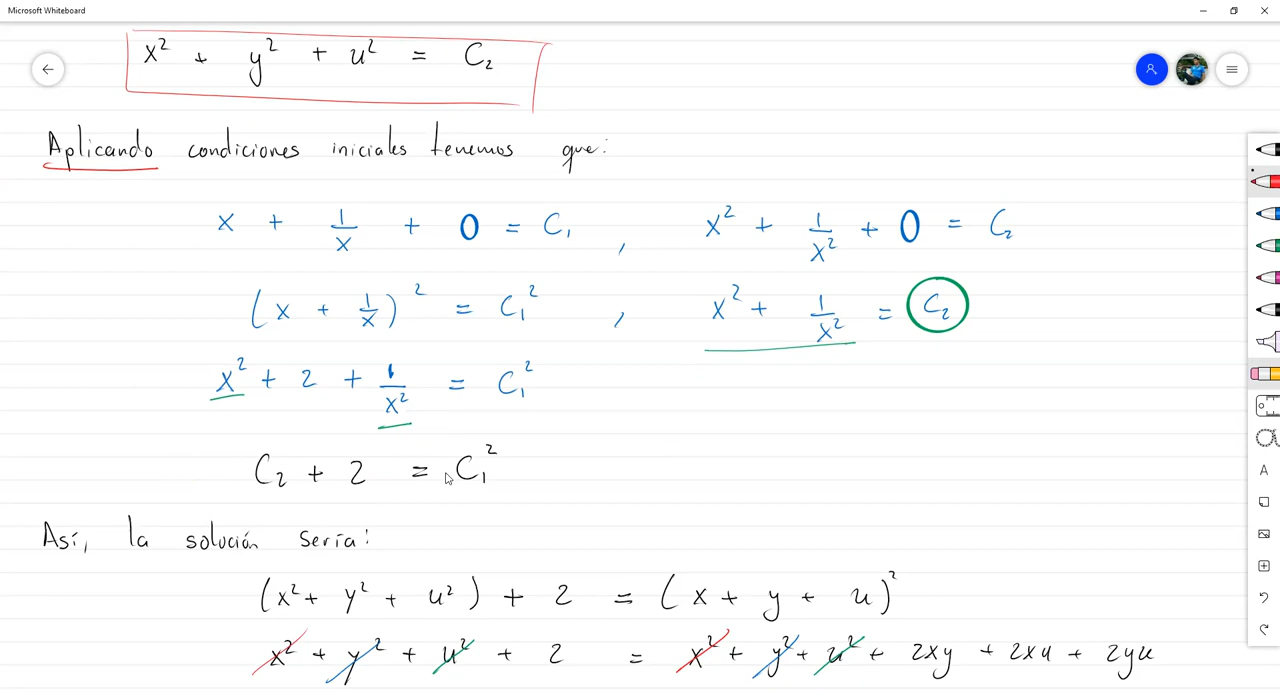 Microsoft Whiteboard
x² + y² + u² = C₂
Aplicando condiciones iniciales tenemos que:
x + 1/x + 0 = C₁ , x² + 1/x² + 0 = C₂
(x + 1/x)² = C₁² , x² + 1/x² = C₂
x² + 2 + 1/x² = C₁²
C₂ + 2 = C₁²
Así, la solución sería:
(x² + y² + u²) + 2 = (x + y + u)²
x² + y² + u² + 2 = x² + y² + u² + 2xy + 2xu + 2yu